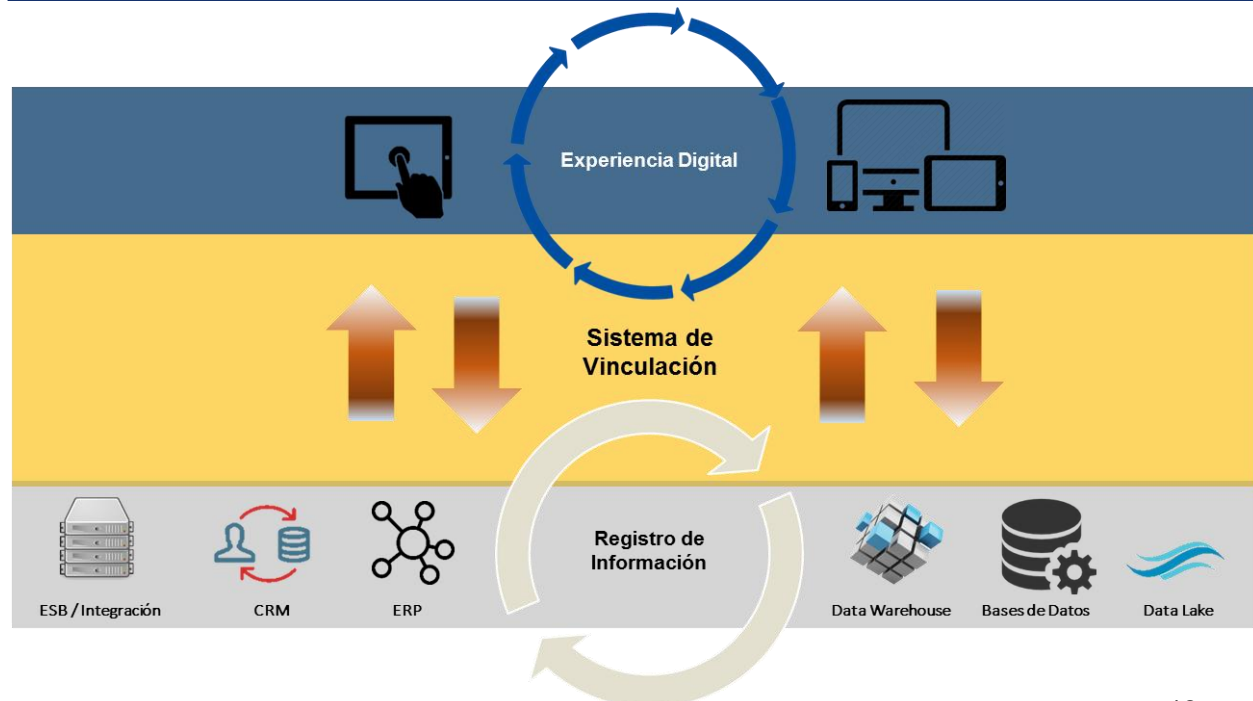 Experiencia Digital
Sistema de
Vinculación
Registro de
Información
ESB / Integración
CRM
ERP
Data Warehouse
Bases de Datos
Data Lake